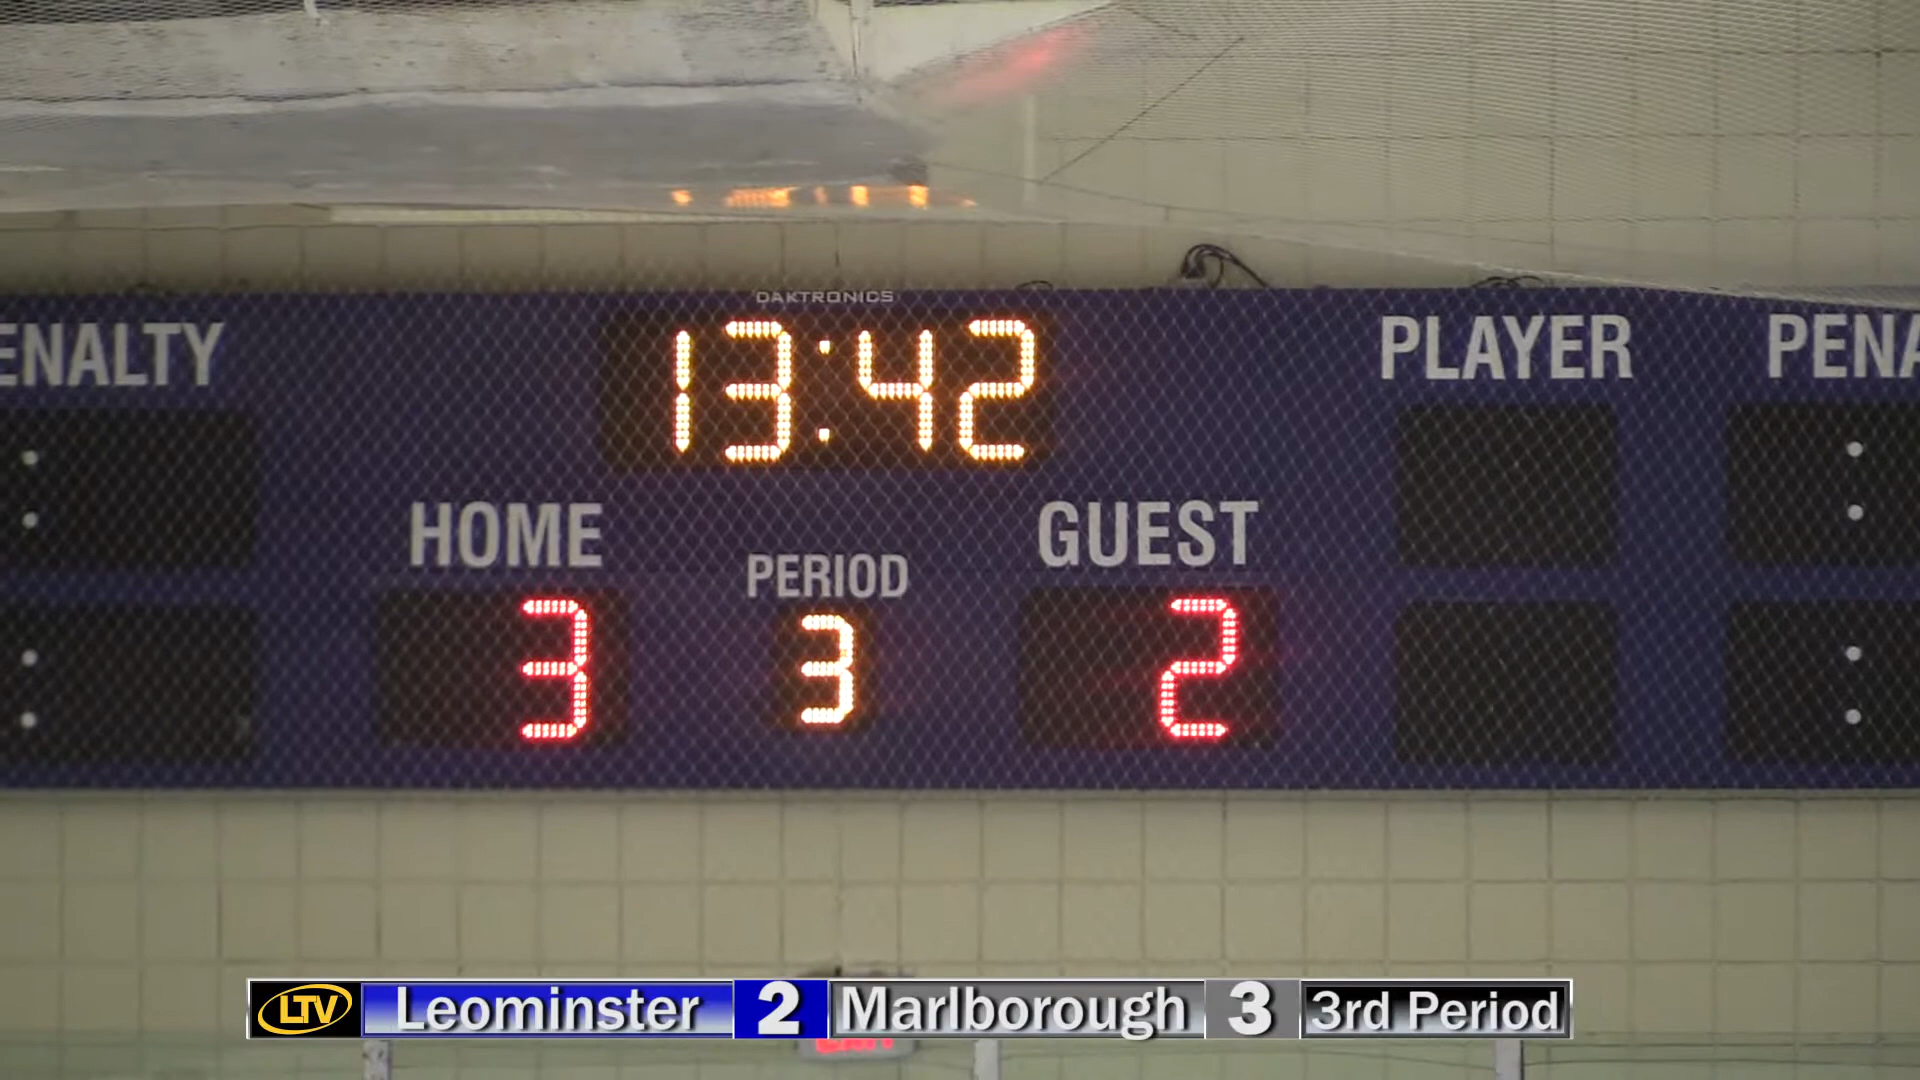 DAKTRONICS
13:42
ENALTY
PLAYER
PENA
HOME
PERIOD
GUEST
3
3
2
LTV Leominster 2 Marlborough 3 3rd Period